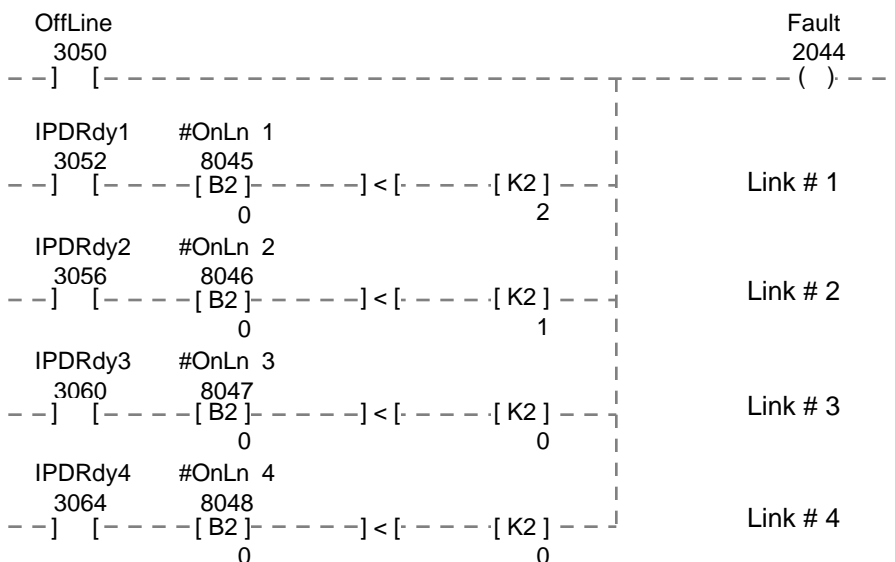 OffLine Fault
3050 2044
] [ ( )
IPDRdy1 #OnLn 1
3052 8045
] [ [ B2 ] ] < [ [ K2 ] Link # 1
0 2
IPDRdy2 #OnLn 2
3056 8046
] [ [ B2 ] ] < [ [ K2 ] Link # 2
0 1
IPDRdy3 #OnLn 3
3060 8047
] [ [ B2 ] ] < [ [ K2 ] Link # 3
0 0
IPDRdy4 #OnLn 4
3064 8048
] [ [ B2 ] ] < [ [ K2 ] Link # 4
0 0